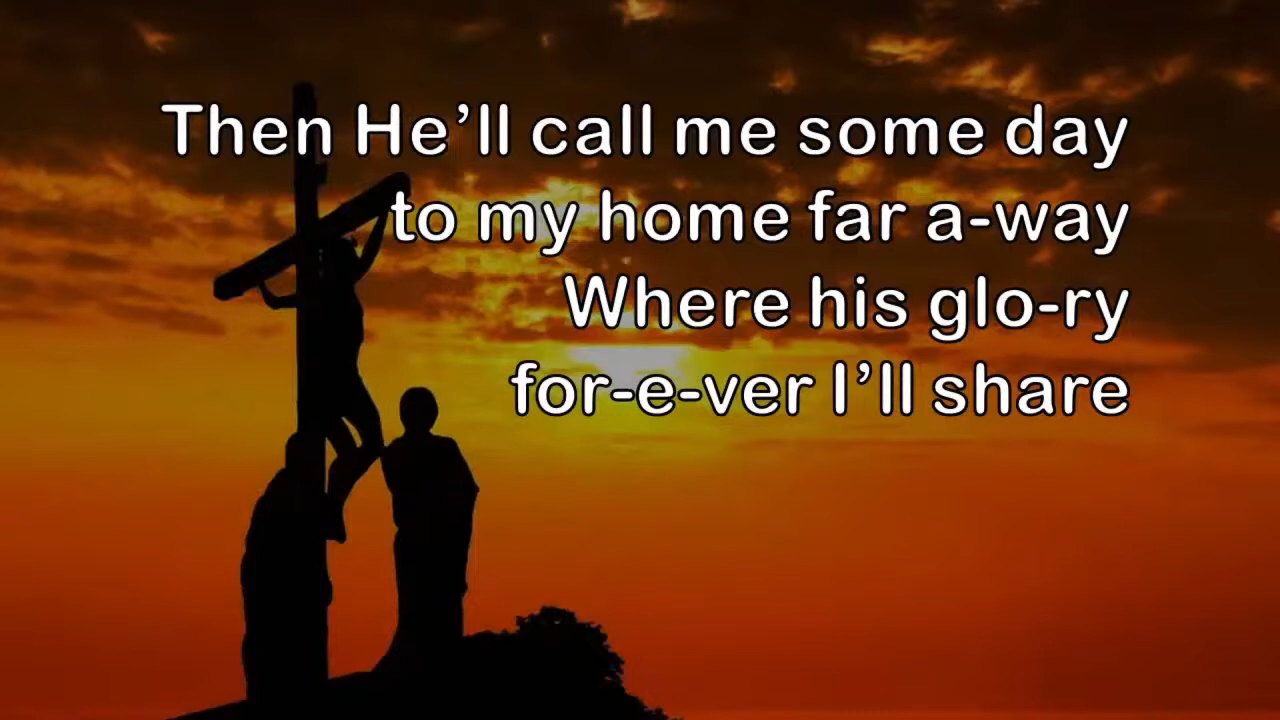 Then He’ll call me some day
to my home far a-way
Where his glo-ry
for-e-ver I’ll share